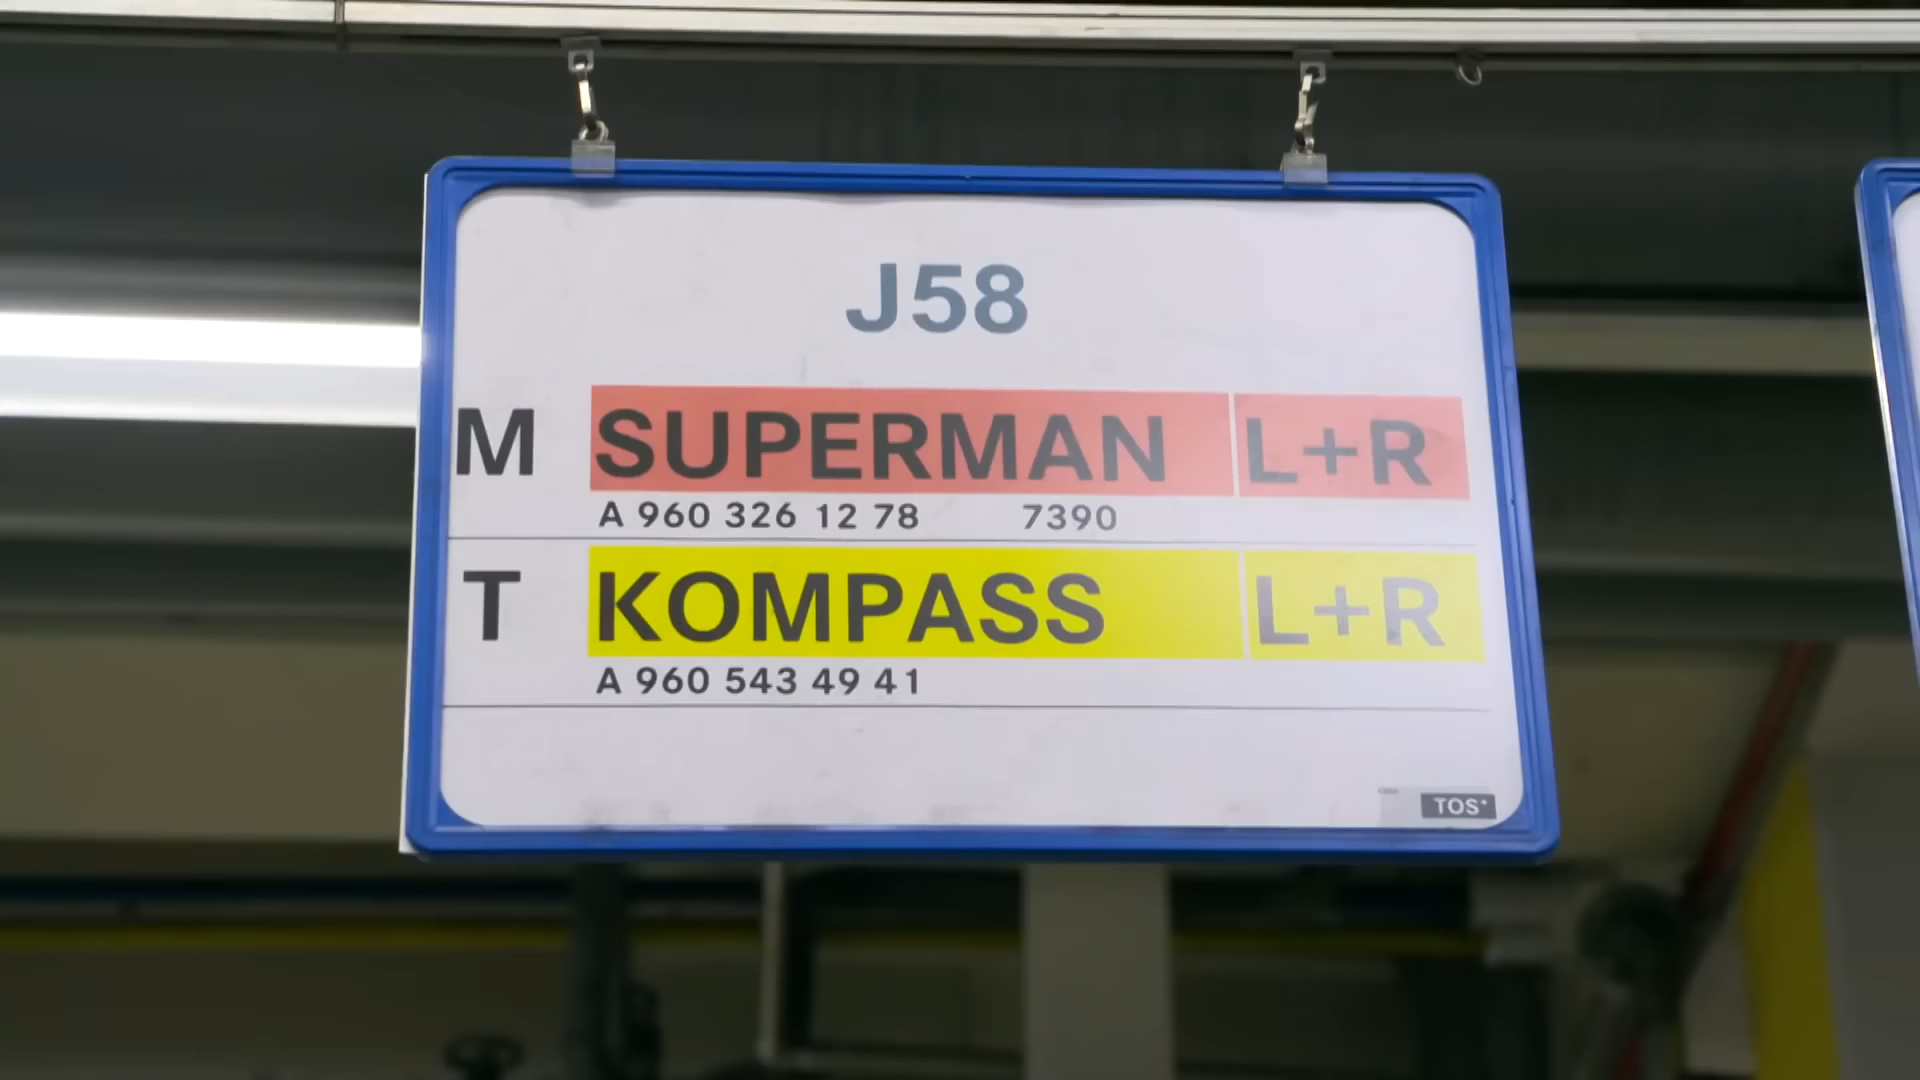 J58
M SUPERMAN L+R
A 960 326 12 78 7390
T KOMPASS L+R
A 960 543 49 41
TOS+